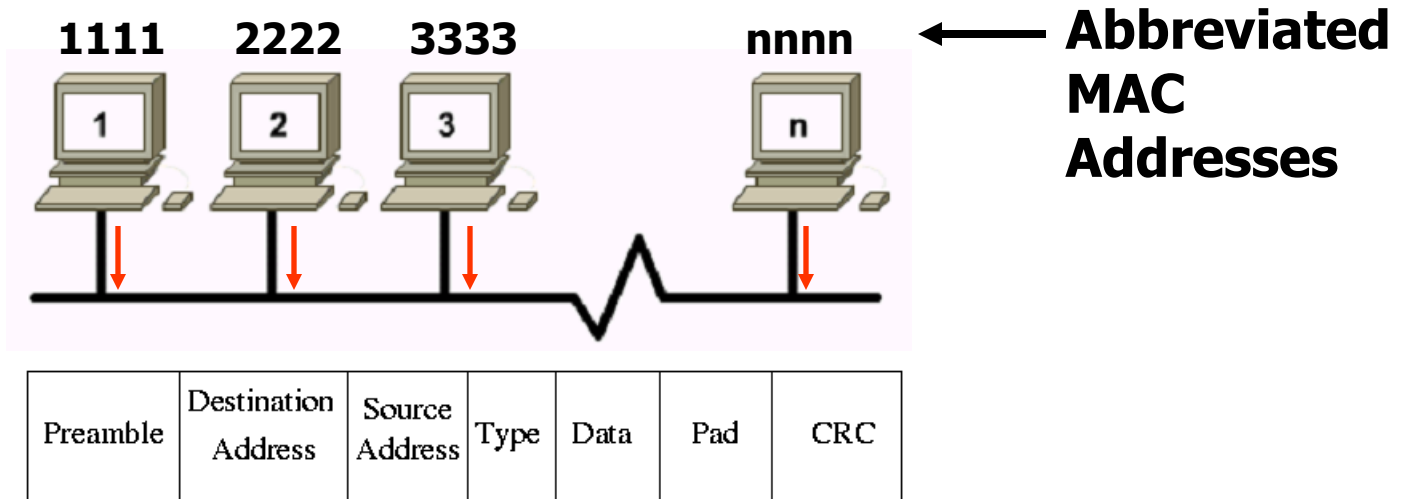 1111 2222 3333 nnnn
Abbreviated
MAC
Addresses
1 2 3 n
Preamble
Destination
Address
Source
Address
Type
Data
Pad
CRC